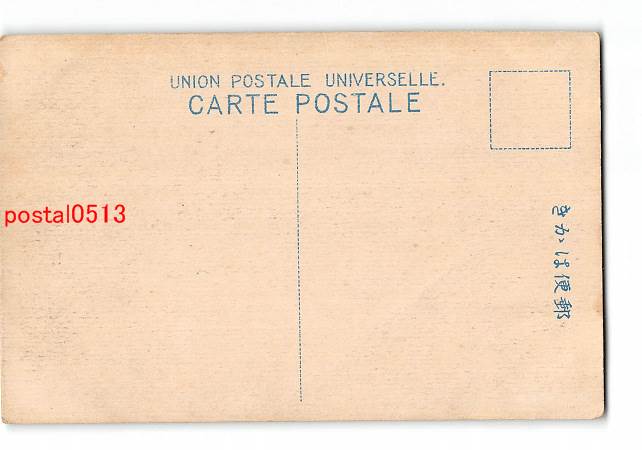 UNION POSTALE UNIVERSELLE.
CARTE POSTALE
postal0513
きかは便郵